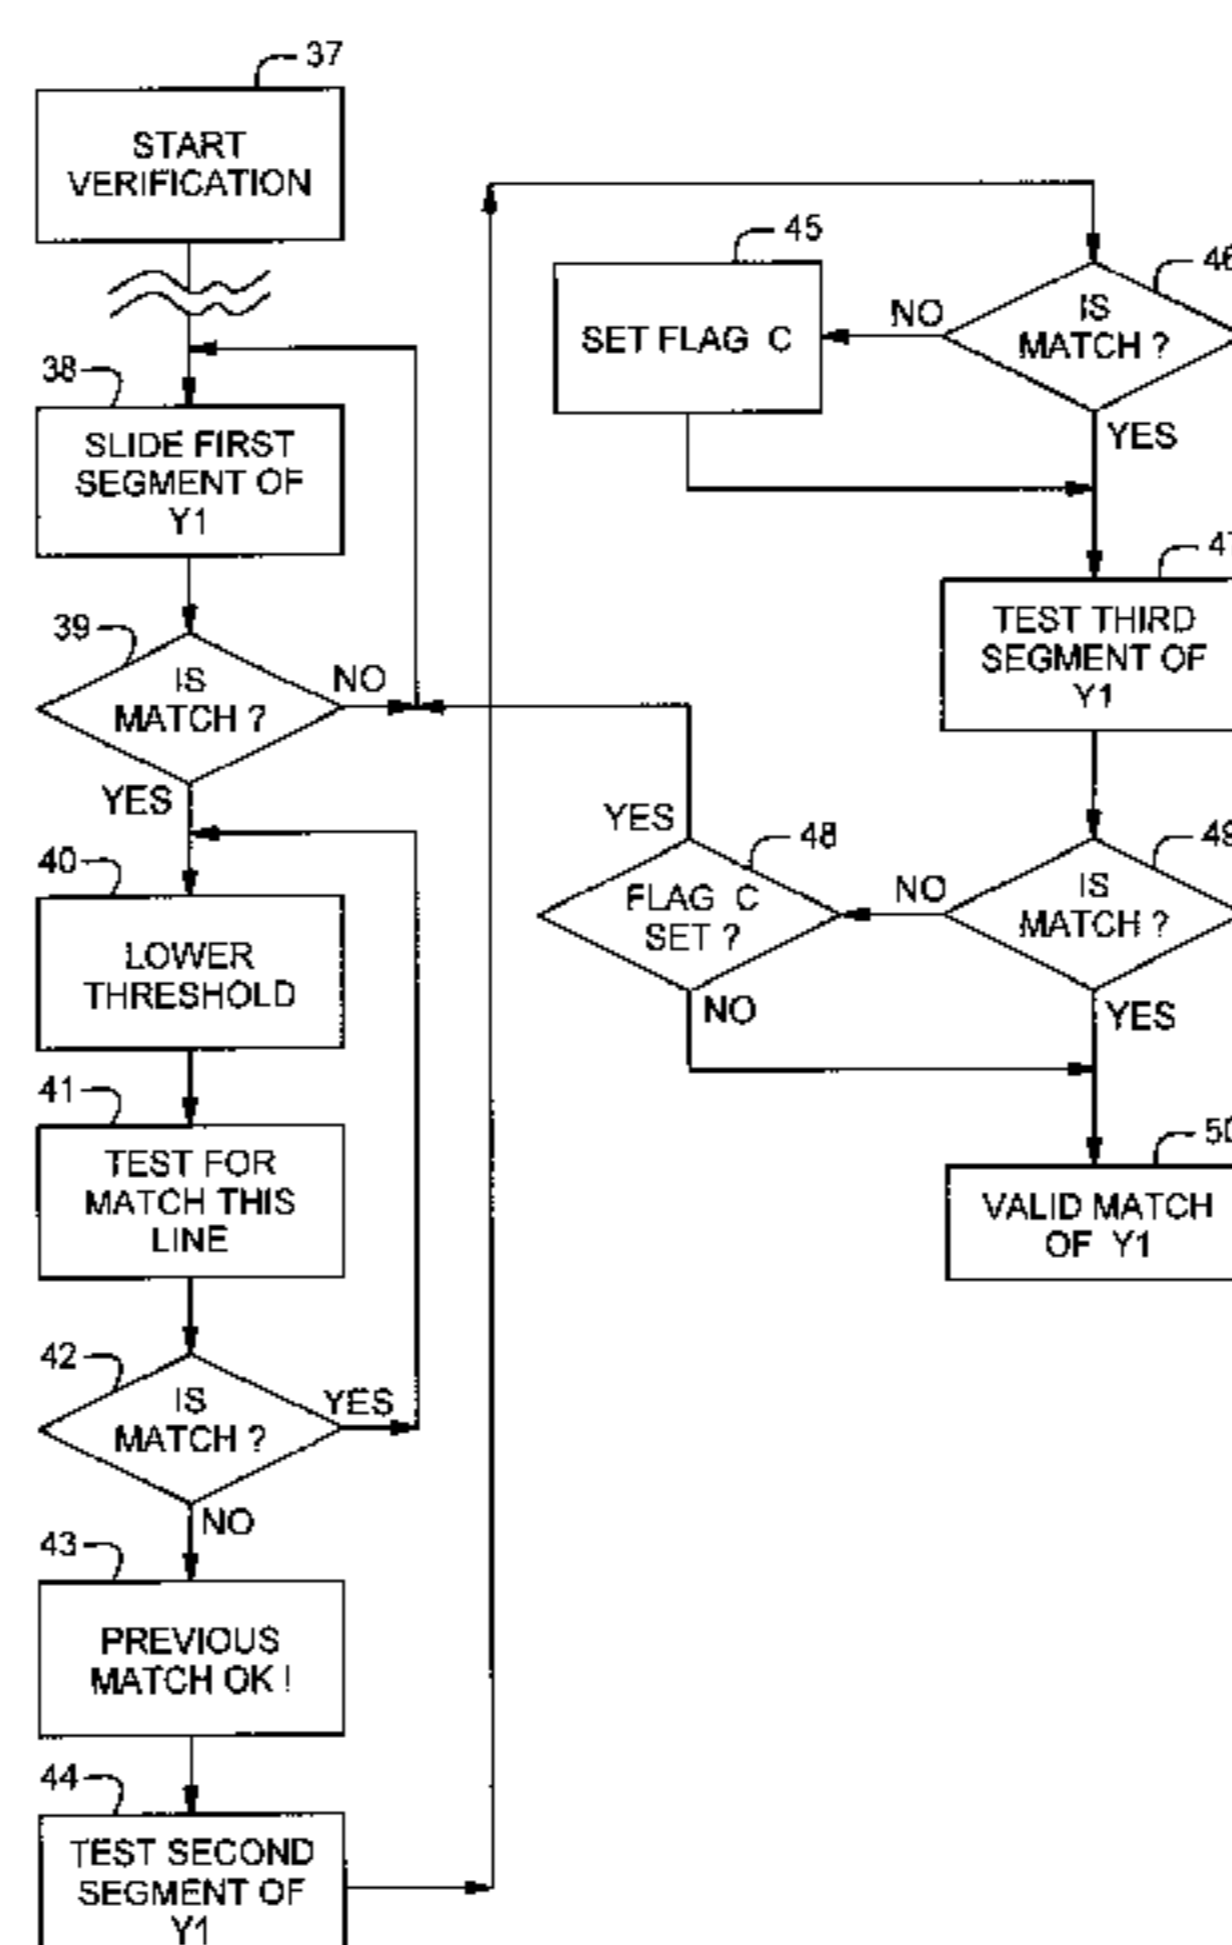 37
START
VERIFICATION
38
SLIDE FIRST
SEGMENT OF
Y1
39
IS
MATCH ?
NO
YES
40
LOWER
THRESHOLD
41
TEST FOR
MATCH THIS
LINE
42
IS
MATCH ?
YES
NO
43
PREVIOUS
MATCH OK !
44
TEST SECOND
SEGMENT OF
Y1
45
SET FLAG C
NO
46
IS
MATCH ?
YES
47
TEST THIRD
SEGMENT OF
Y1
YES
48
FLAG C
SET ?
NO
NO
49
IS
MATCH ?
YES
50
VALID MATCH
OF Y1